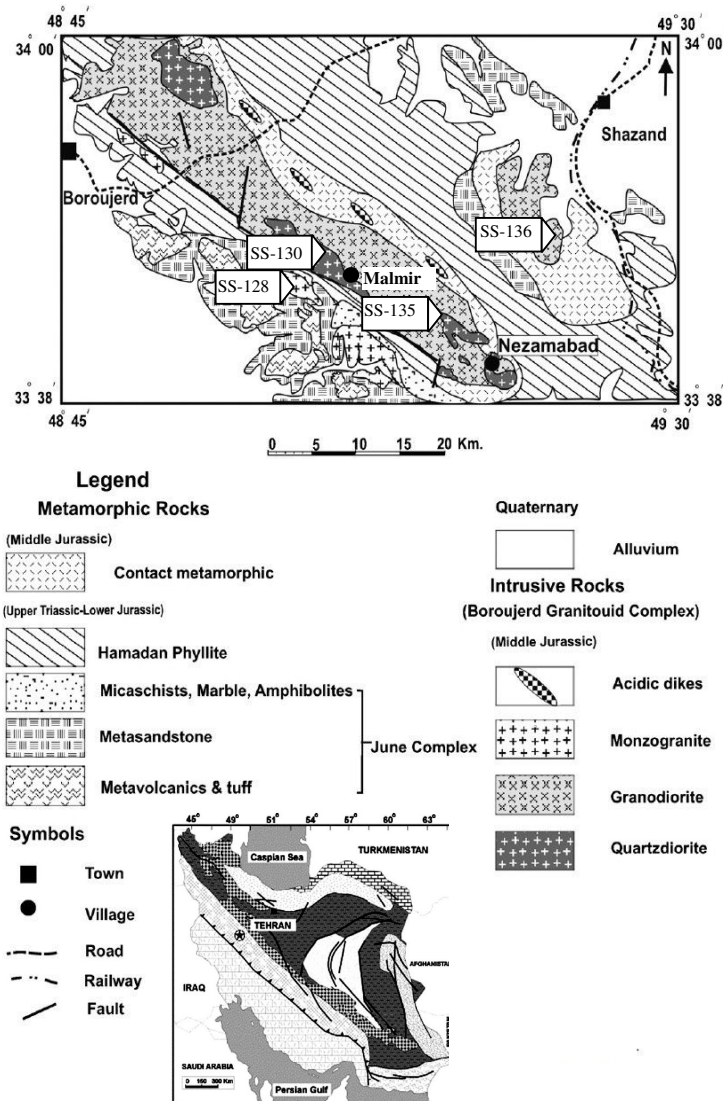 48° 45'
49° 30'
34° 00'
34° 00'
N
Shazand
Boroujerd
SS-136
SS-130
Malmir
SS-128
SS-135
Nezamabad
33° 38'
33° 38'
48° 45'
49° 30'
0 5 10 15 20 Km.
Legend
Metamorphic Rocks
(Middle Jurassic)
Contact metamorphic
(Upper Triassic-Lower Jurassic)
Hamadan Phyllite
Micaschists, Marble, Amphibolites
Metasandstone
June Complex
Metavolcanics & tuff
Quaternary
Alluvium
Intrusive Rocks
(Boroujerd Granitouid Complex)
(Middle Jurassic)
Acidic dikes
Monzogranite
Granodiorite
Quartzdiorite
Symbols
Town
Village
Road
Railway
Fault
45° 49° 51° 54° 57° 60° 63°
Caspian Sea
TURKMENISTAN
TEHRAN
AFGHANISTAN
IRAQ
SAUDI ARABIA
0 150 300 Km
Persian Gulf